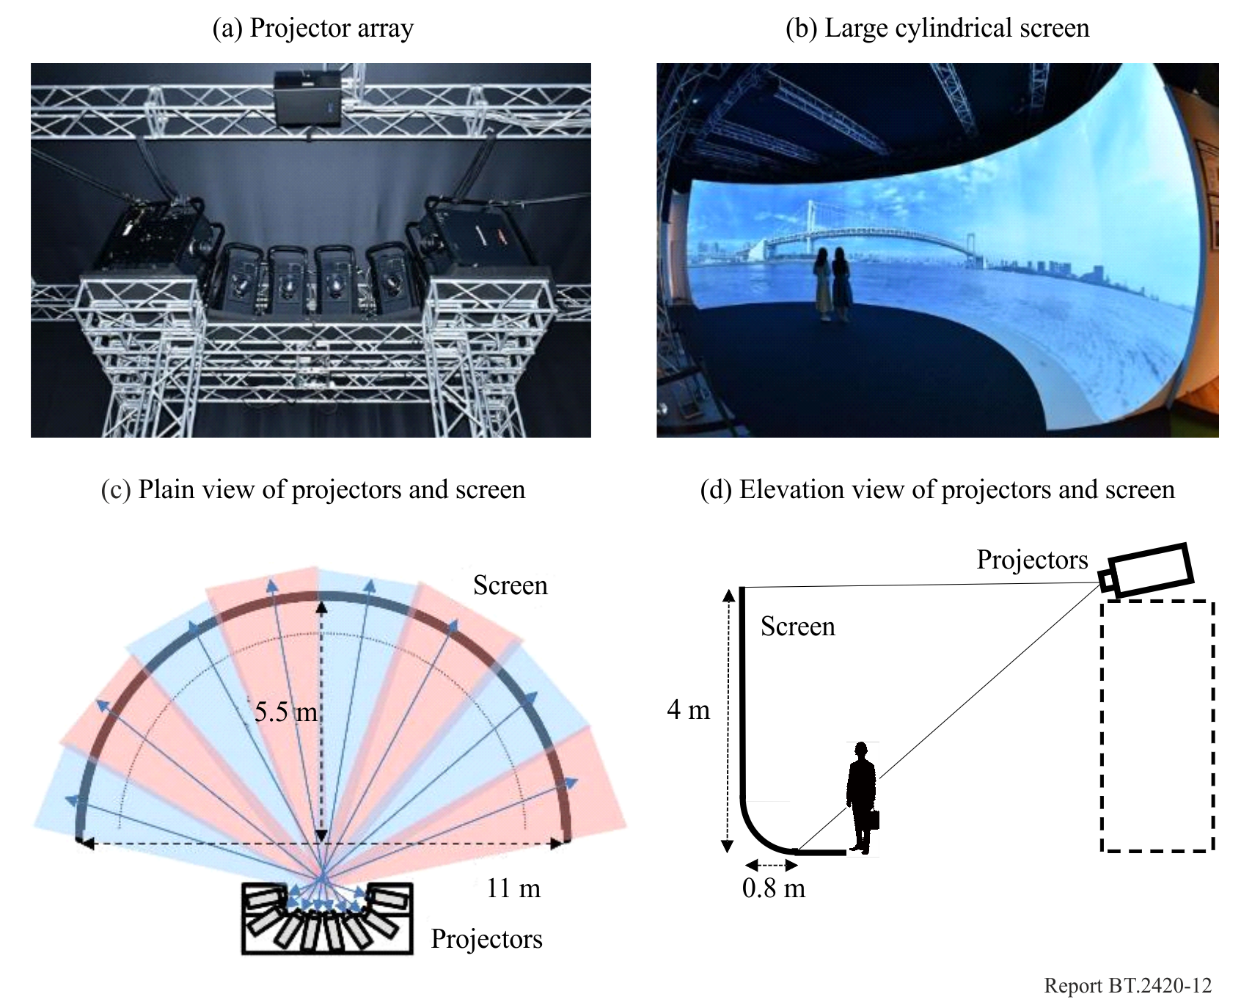 (a) Projector array
(b) Large cylindrical screen
(c) Plain view of projectors and screen
(d) Elevation view of projectors and screen
Screen
5.5 m
11 m
Projectors
Projectors
Screen
4 m
0.8 m
Report BT.2420-12